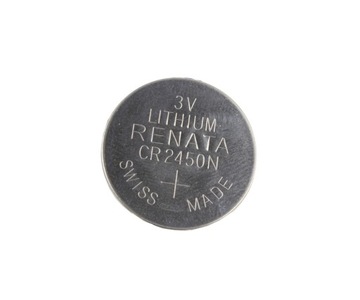 3V
LITHIUM
RENATA
CR2450N
+
SWISS MADE